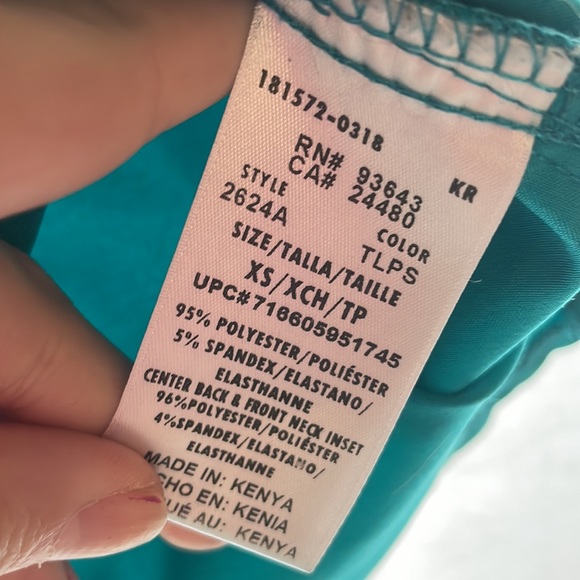 181572-0318
KR
RN# 93643
CA# 24480
STYLE COLOR
2624A TLPS
SIZE/TALLA/TAILLE
XS/XCH/TP
UPC#716605951745
95% POLYESTER/POLIÉSTER
5% SPANDEX/ELASTANO/
ELASTHANNE
CENTER BACK & FRONT NECK INSET
96%POLYESTER/POLIÉSTER
4%SPANDEX/ELASTANO/
ELASTHANNE
MADE IN: KENYA
CHO EN: KENIA
QUÉ AU: KENYA